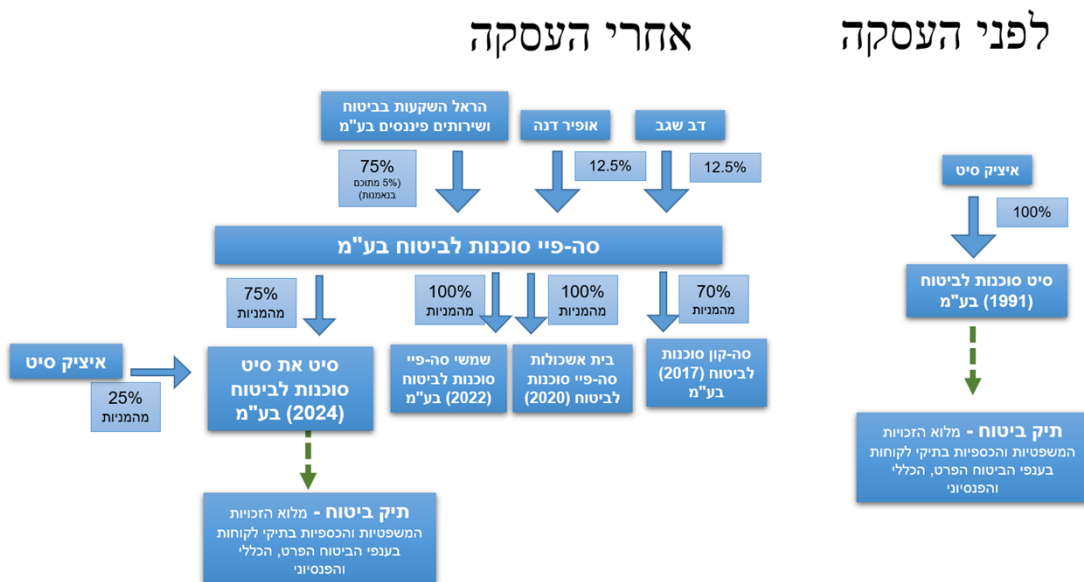 לפני העסקה
איציק סיט
100%
סיט סוכנות לביטוח
(1991) בע"מ
תיק ביטוח - מלוא הזכויות
המשפטיות והכספיות בתיקי לקוחות
בענפי הביטוח הפרט, הכללי
והפנסיוני
אחרי העסקה
דב שגב
אופיר דנה
הראל השקעות בביטוח
ושירותים פיננסים בע"מ
12.5%
12.5%
75%
(5% מתוכם
בנאמנות)
סה-פיי סוכנות לביטוח בע"מ
70%
מהמניות
100%
מהמניות
100%
מהמניות
75%
מהמניות
סה-קון סוכנות
לביטוח (2017)
בע"מ
בית אשכולות
סה-פיי סוכנות
לביטוח (2020)
שמשי סה-פיי
סוכנות לביטוח
(2022) בע"מ
סיט את סיט
סוכנות לביטוח
(2024) בע"מ
איציק סיט
25%
מהמניות
תיק ביטוח - מלוא הזכויות
המשפטיות והכספיות בתיקי לקוחות
בענפי הביטוח הפרט, הכללי
והפנסיוני